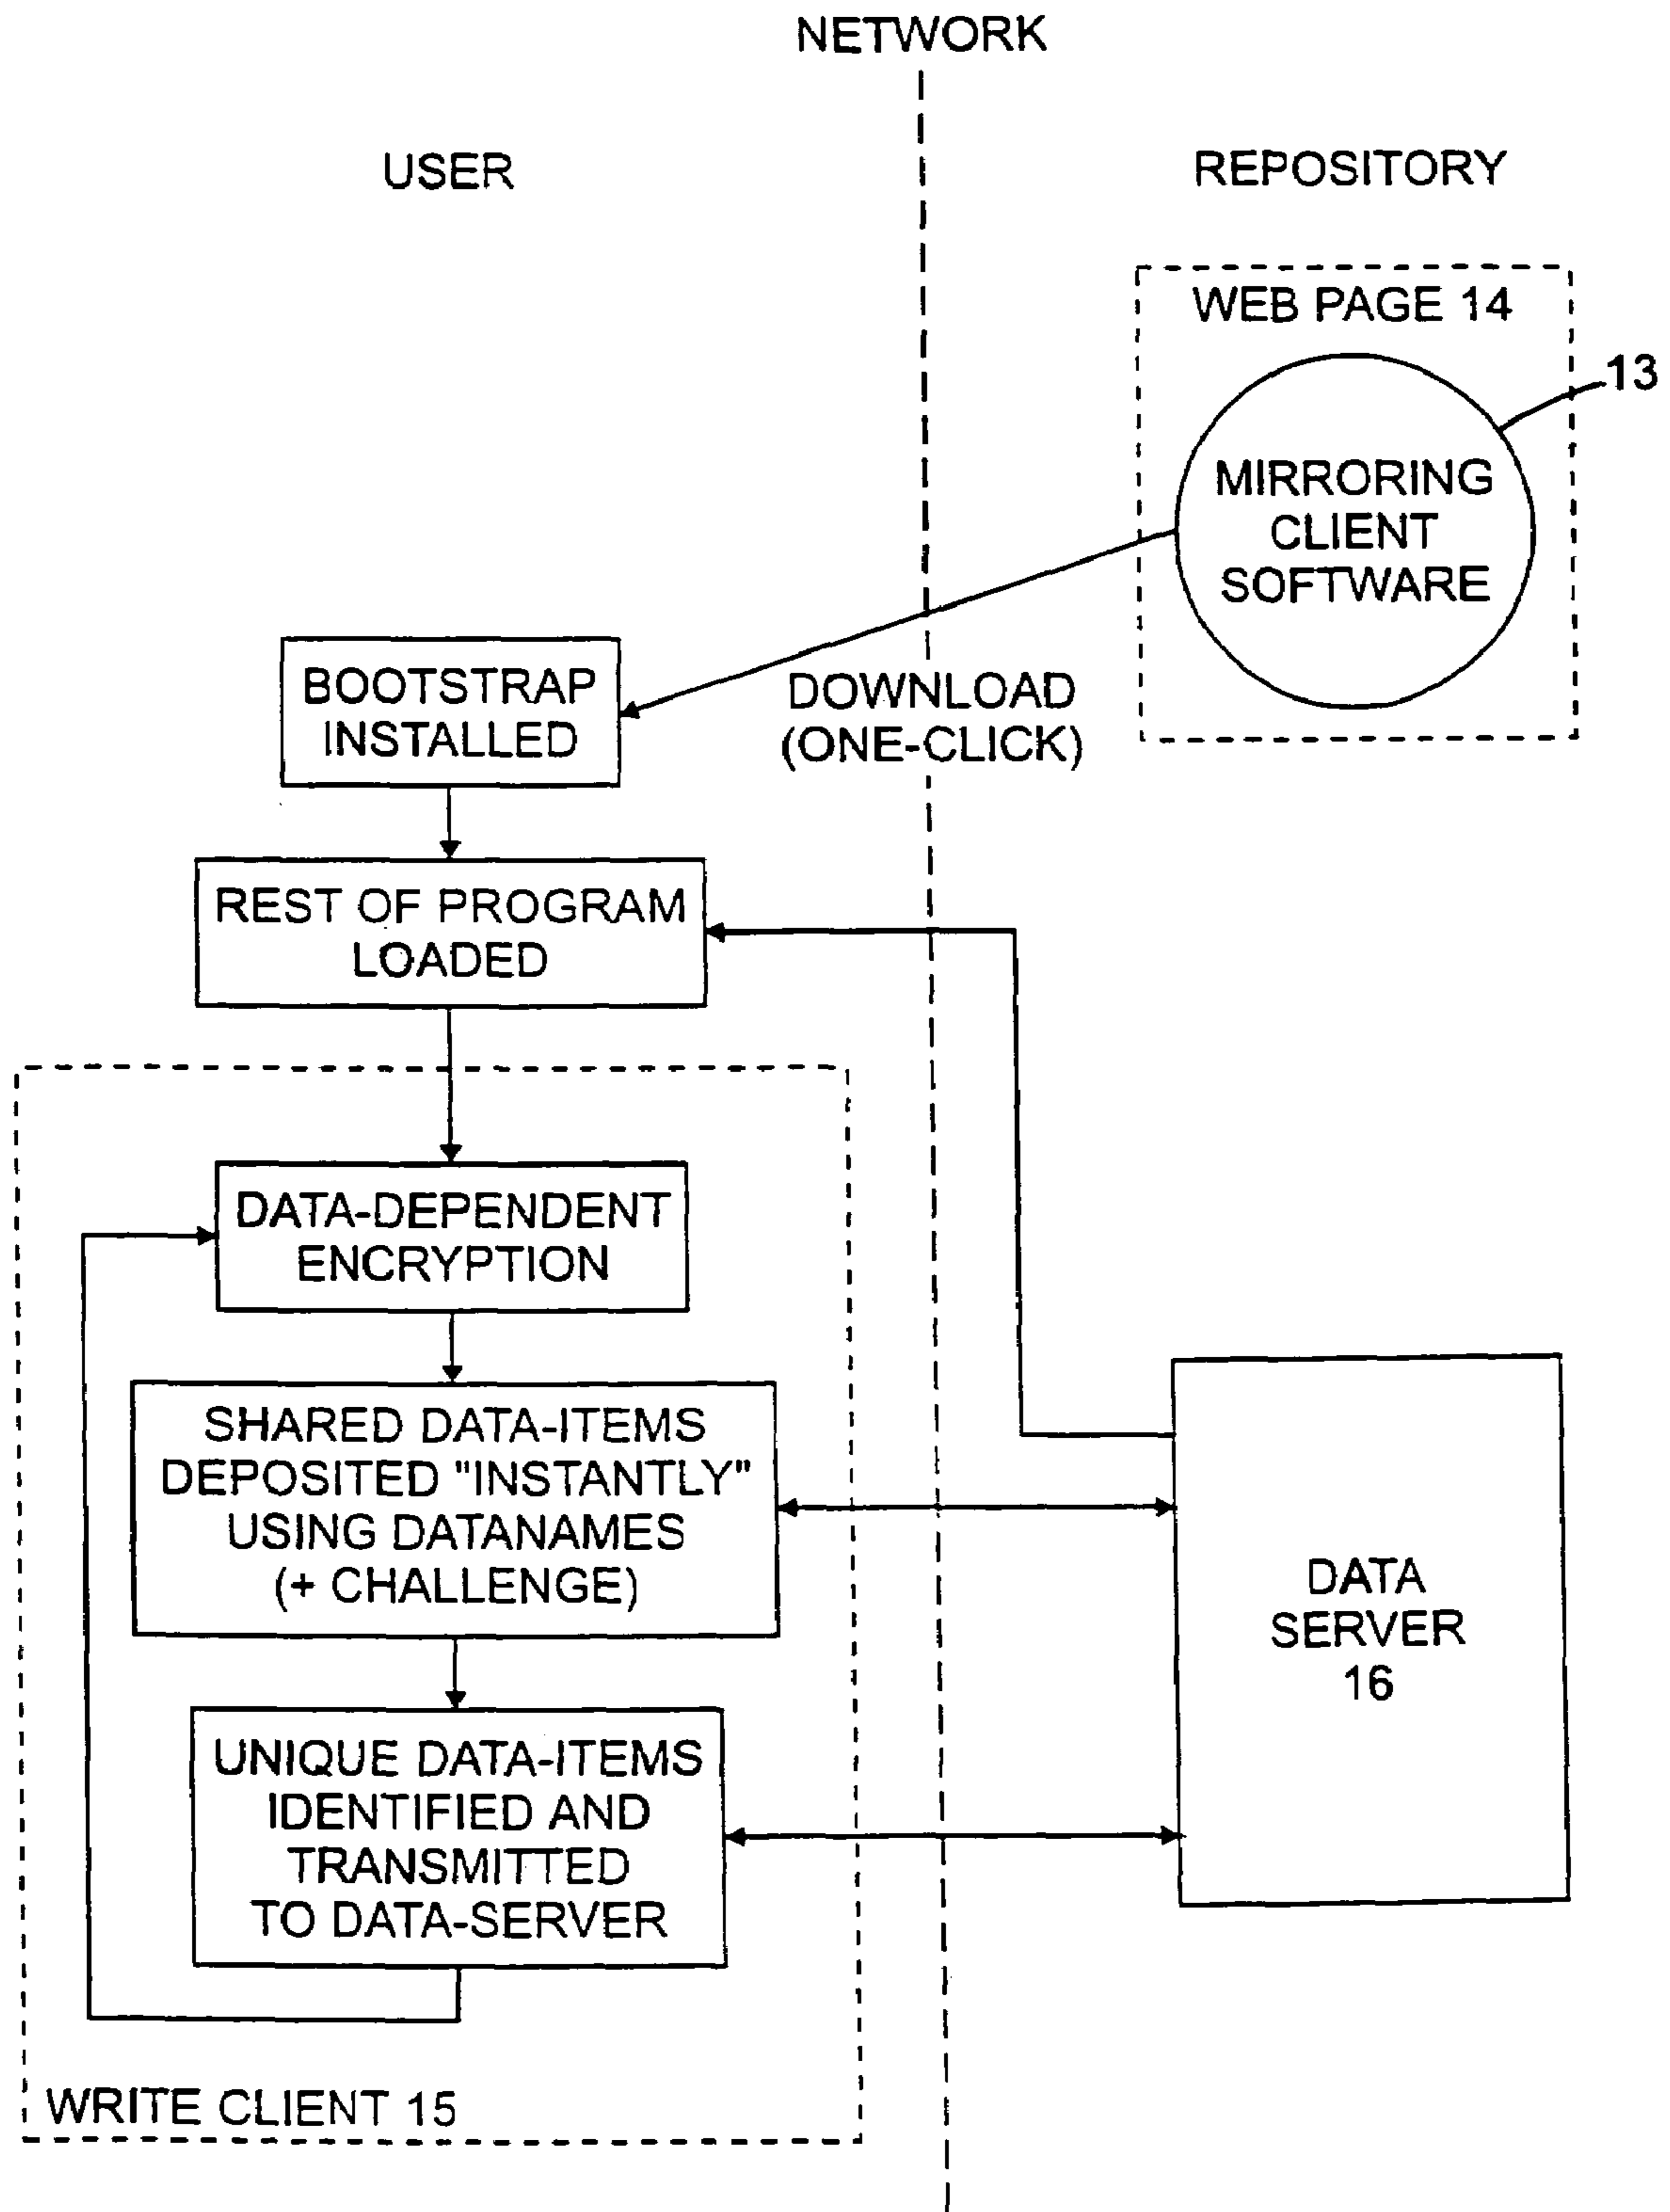 NETWORK
USER
REPOSITORY
WEB PAGE 14
13
MIRRORING
CLIENT
SOFTWARE
BOOTSTRAP
INSTALLED
DOWNLOAD
(ONE-CLICK)
REST OF PROGRAM
LOADED
DATA-DEPENDENT
ENCRYPTION
SHARED DATA-ITEMS
DEPOSITED "INSTANTLY"
USING DATANAMES
(+ CHALLENGE)
DATA
SERVER
16
UNIQUE DATA-ITEMS
IDENTIFIED AND
TRANSMITTED
TO DATA-SERVER
WRITE CLIENT 15